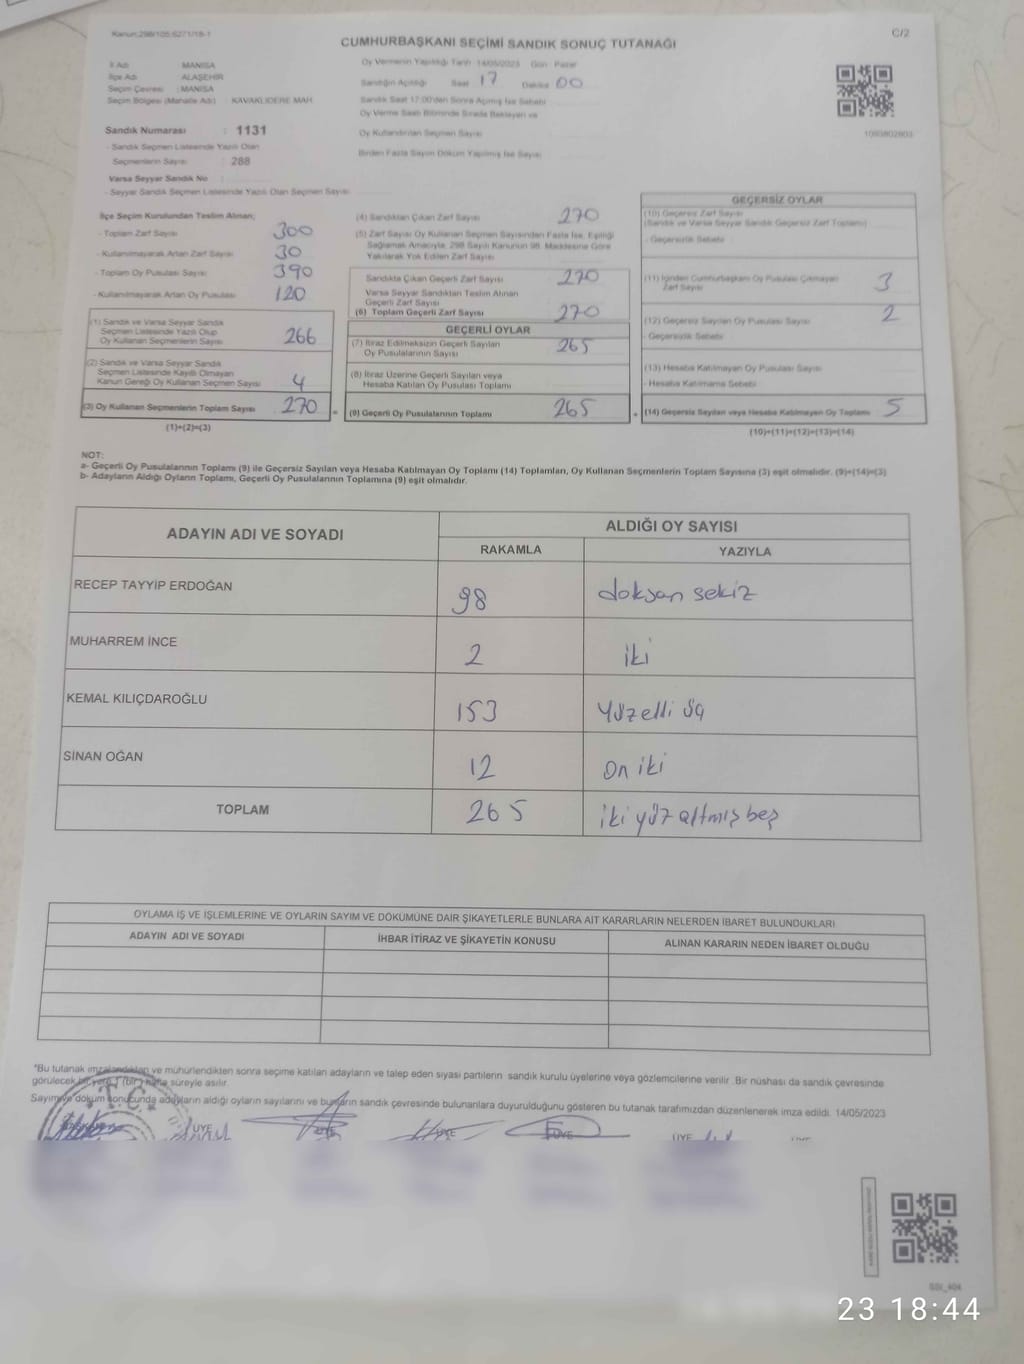 Kanun:298/105;6271/18-1
C/2
CUMHURBAŞKANI SEÇİMİ SANDIK SONUÇ TUTANAĞI
İl Adı : MANİSA
İlçe Adı : ALAŞEHİR
Seçim Çevresi : MANİSA
Seçim Bölgesi (Mahalle Adı) : KAVAKLIDERE MAH.
Sandık Numarası : 1131
- Sandık Seçmen Listesinde Yazılı Olan
Seçmenlerin Sayısı : 288
Varsa Seyyar Sandık No
- Seyyar Sandık Seçmen Listesinde Yazılı Olan Seçmen Sayısı
Oy Vermenin Yapıldığı Tarih 14/05/2023 Gün Pazar
Sandığın Açıldığı Saat 17 Dakika 00
Sandık Saat 17:00'den Sonra Açılmış İse Sebebi
Oy Verme Saati Bitiminde Sırada Bekleyen ve
Oy Kullandırılan Seçmen Sayısı
Birden Fazla Sayım Döküm Yapılmış İse Sayısı
1093802603
İlçe Seçim Kurulundan Teslim Alınan;
- Toplam Zarf Sayısı 300
- Kullanılmayarak Artan Zarf Sayısı 30
- Toplam Oy Pusulası Sayısı 390
- Kullanılmayarak Artan Oy Pusulası 120
(1) Sandık ve Varsa Seyyar Sandık
Seçmen Listesinde Yazılı Olup
Oy Kullanan Seçmenlerin Sayısı 266
(2) Sandık ve Varsa Seyyar Sandık
Seçmen Listesinde Kayıtlı Olmayan
Kanun Gereği Oy Kullanan Seçmen Sayısı 4
(3) Oy Kullanan Seçmenlerin Toplam Sayısı 270
(1)+(2)=(3)
(4) Sandıktan Çıkan Zarf Sayısı 270
(5) Zarf Sayısı Oy Kullanan Seçmen Sayısından Fazla İse, Eşitliği
Sağlamak Amacıyla, 298 Sayılı Kanunun 98. Maddesine Göre
Yakılarak Yok Edilen Zarf Sayısı
Sandıkta Çıkan Geçerli Zarf Sayısı 270
Varsa Seyyar Sandıktan Teslim Alınan
Geçerli Zarf Sayısı
(6) Toplam Geçerli Zarf Sayısı 270
GEÇERLİ OYLAR
(7) İtiraz Edilmeksizin Geçerli Sayılan
Oy Pusulalarının Sayısı 265
(8) İtiraz Üzerine Geçerli Sayılan veya
Hesaba Katılan Oy Pusulası Toplamı
= (9) Geçerli Oy Pusulalarının Toplamı 265
GEÇERSİZ OYLAR
(10) Geçersiz Zarf Sayısı
(Sandık ve Varsa Seyyar Sandık Geçersiz Zarf Toplamı)
- Geçersizlik Sebebi
(11) İçinden Cumhurbaşkanı Oy Pusulası Çıkmayan
Zarf Sayısı 3
(12) Geçersiz Sayılan Oy Pusulası Sayısı 2
- Geçersizlik Sebebi
(13) Hesaba Katılmayan Oy Pusulası Sayısı
- Hesaba Katılmama Sebebi
+ (14) Geçersiz Sayılan veya Hesaba Katılmayan Oy Toplamı 5
(10)+(11)+(12)+(13)=(14)
NOT:
a- Geçerli Oy Pusulalarının Toplamı (9) ile Geçersiz Sayılan veya Hesaba Katılmayan Oy Toplamı (14) Toplamları, Oy Kullanan Seçmenlerin Toplam Sayısına (3) eşit olmalıdır. (9)+(14)=(3)
b- Adayların Aldığı Oyların Toplamı, Geçerli Oy Pusulalarının Toplamına (9) eşit olmalıdır.
ADAYIN ADI VE SOYADI
ALDIĞI OY SAYISI
RAKAMLA YAZIYLA
RECEP TAYYİP ERDOĞAN 98 doksan sekiz
MUHARREM İNCE 2 iki
KEMAL KILIÇDAROĞLU 153 Yüzelli üç
SİNAN OĞAN 12 on iki
TOPLAM 265 iki yüz altmış beş
OYLAMA İŞ VE İŞLEMLERİNE VE OYLARIN SAYIM VE DÖKÜMÜNE DAİR ŞİKAYETLERLE BUNLARA AİT KARARLARIN NELERDEN İBARET BULUNDUKLARI
ADAYIN ADI VE SOYADI İHBAR İTİRAZ VE ŞİKAYETİN KONUSU ALINAN KARARIN NEDEN İBARET OLDUĞU
*Bu tutanak imzalandıktan ve mühürlendikten sonra seçime katılan adayların ve talep eden siyasi partilerin sandık kurulu üyelerine veya gözlemcilerine verilir. Bir nüshası da sandık çevresinde
görülecek bir yere 1 (bir) hafta süreyle asılır.
Sayım ve döküm sonucunda adayların aldığı oyların sayılarını ve bunların sandık çevresinde bulunanlara duyurulduğunu gösteren bu tutanak tarafımızdan düzenlenerek imza edildi. 14/05/2023
T.C.
BAŞKAN ÜYE ÜYE ÜYE ÜYE ÜYE
23 18:44